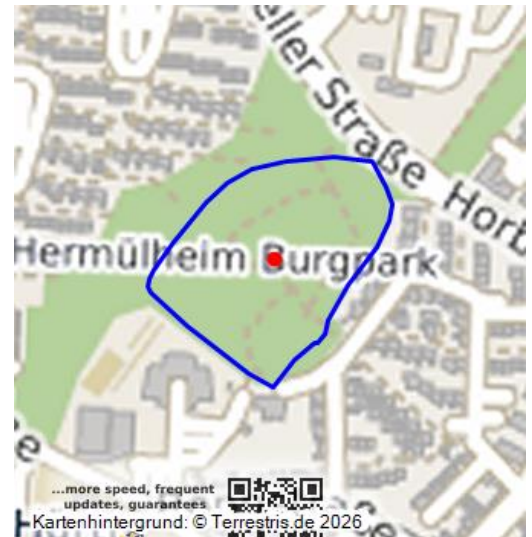 eller Straße Horb
Hermülheim Burgpark
...more speed, frequent
updates, guarantees
Kartenhintergrund: © Terrestris.de 2026